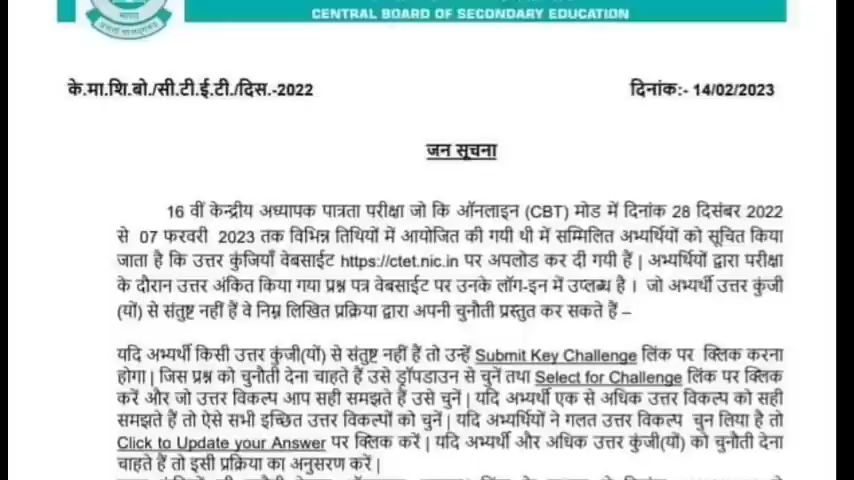 CENTRAL BOARD OF SECONDARY EDUCATION
भारत
के.मा.शि.बो./सी.टी.ई.टी./दिस.-2022
दिनांक:- 14/02/2023
जन सूचना
16 वीं केन्द्रीय अध्यापक पात्रता परीक्षा जो कि ऑनलाइन (CBT) मोड में दिनांक 28 दिसंबर 2022
से 07 फरवरी 2023 तक विभिन्न तिथियों में आयोजित की गयी थी में सम्मिलित अभ्यर्थियों को सूचित किया
जाता है कि उत्तर कुंजियाँ वेबसाईट https://ctet.nic.in पर अपलोड कर दी गयी हैं | अभ्यर्थियों द्वारा परीक्षा
के दौरान उत्तर अंकित किया गया प्रश्न पत्र वेबसाईट पर उनके लॉग-इन में उप्लब्ध है । जो अभ्यर्थी उत्तर कुंजी
(यों) से संतुष्ट नहीं हैं वे निम्न लिखित प्रक्रिया द्वारा अपनी चुनौती प्रस्तुत कर सकते हैं –
यदि अभ्यर्थी किसी उत्तर कुंजी(यों) से संतुष्ट नहीं हैं तो उन्हें Submit Key Challenge लिंक पर क्लिक करना
होगा | जिस प्रश्न को चुनौती देना चाहते हैं उसे ड्रॉपडाउन से चुनें तथा Select for Challenge लिंक पर क्लिक
करें और जो उत्तर विकल्प आप सही समझते हैं उसे चुनें | यदि अभ्यर्थी एक से अधिक उत्तर विकल्प को सही
समझते हैं तो ऐसे सभी इच्छित उत्तर विकल्पों को चुनें | यदि अभ्यर्थियों ने गलत उत्तर विकल्प चुन लिया है तो
Click to Update your Answer पर क्लिक करें | यदि अभ्यर्थी और अधिक उत्तर कुंजी(यों) को चुनौती देना
चाहते हैं तो इसी प्रक्रिया का अनुसरण करें |